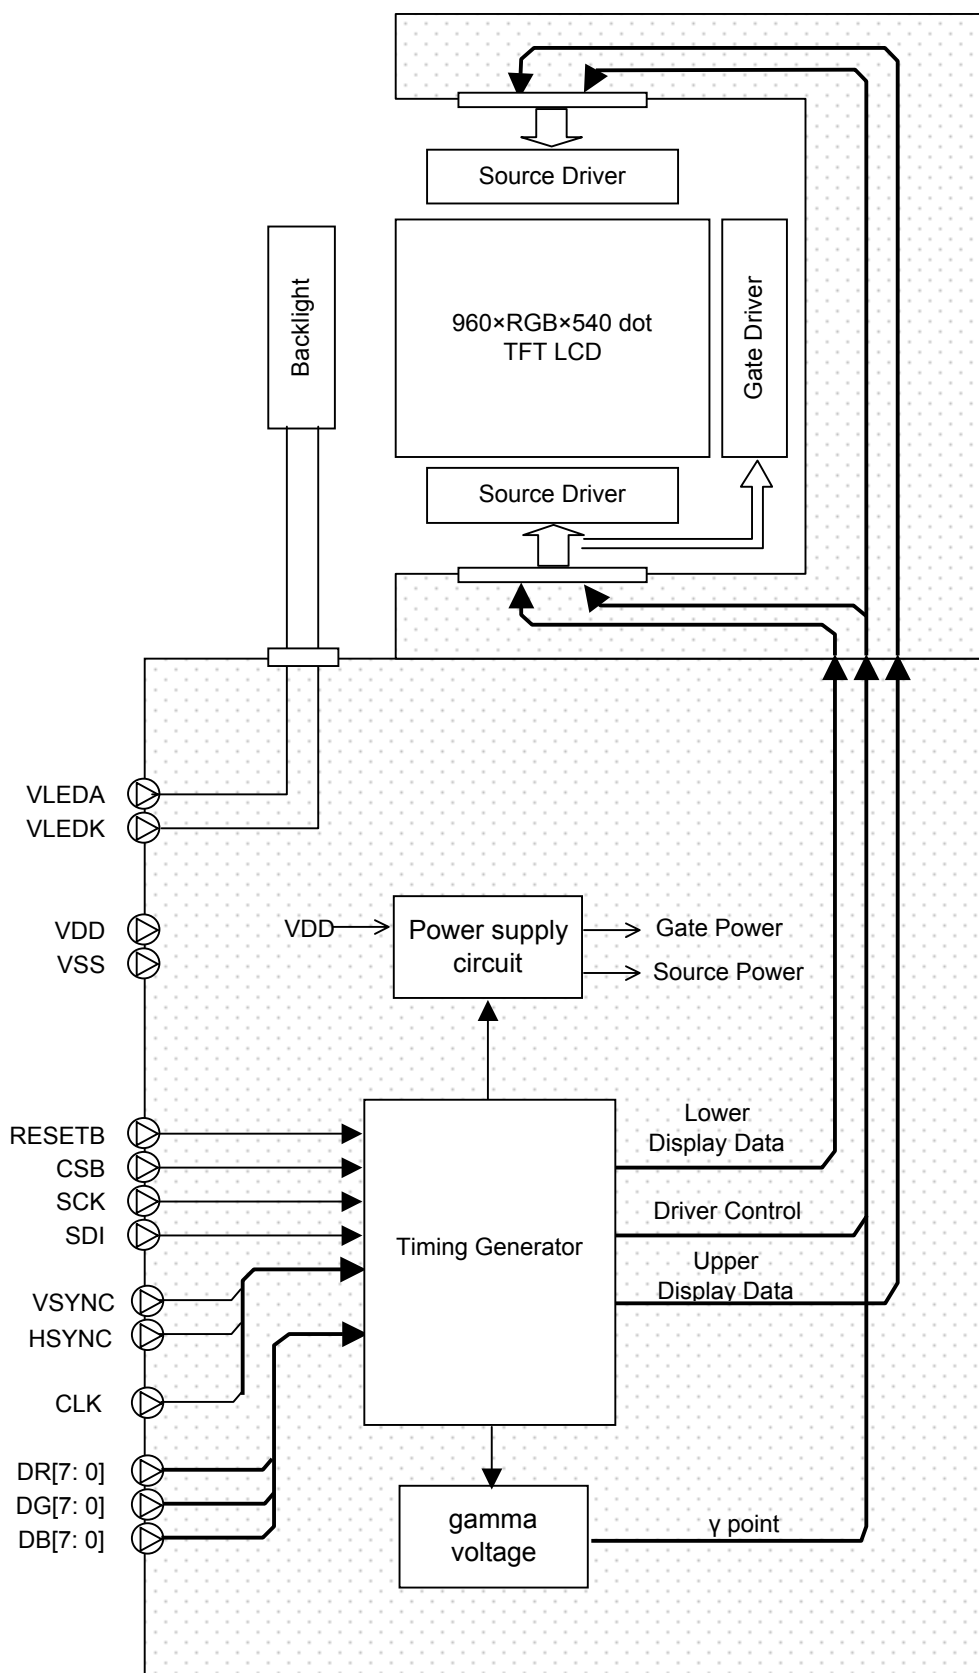 Source Driver
Backlight
960×RGB×540 dot
TFT LCD
Gate Driver
Source Driver
VLEDA
VLEDK
VDD
VSS
VDD
Power supply
circuit
Gate Power
Source Power
RESETB
CSB
SCK
SDI
VSYNC
HSYNC
CLK
DR[7: 0]
DG[7: 0]
DB[7: 0]
Timing Generator
Lower
Display Data
Driver Control
Upper
Display Data
gamma
voltage
γ point